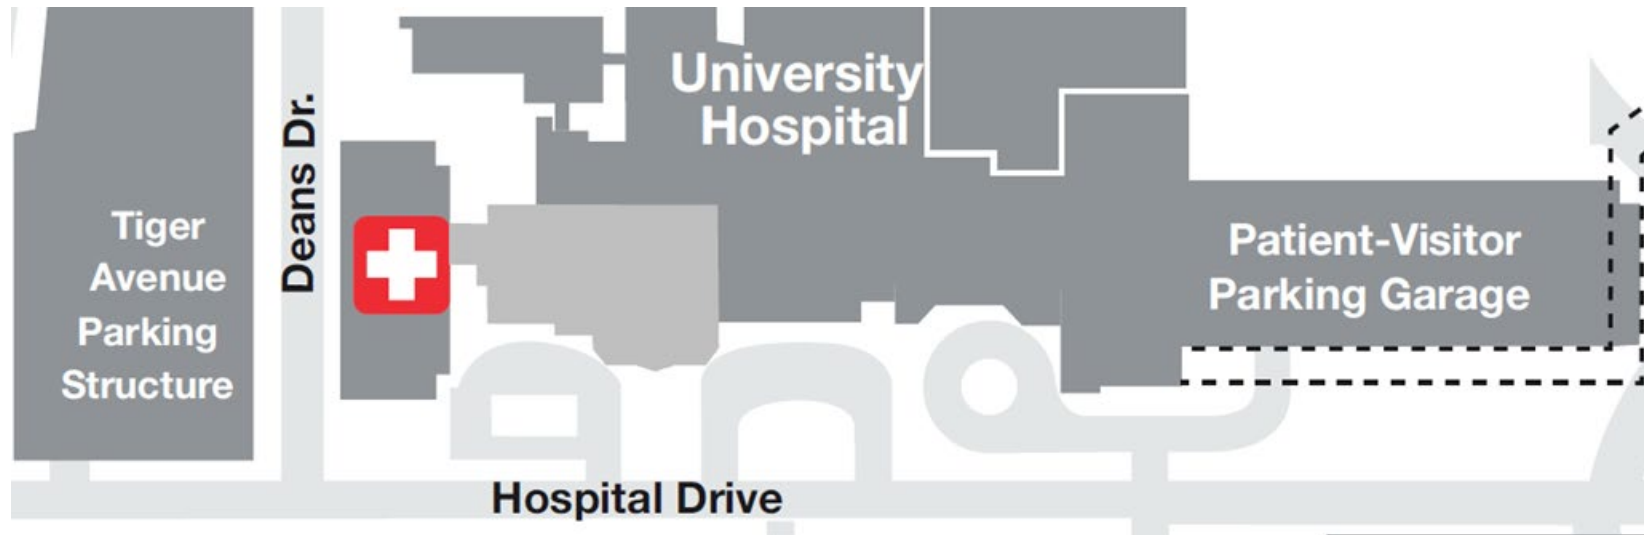 University
Hospital
Deans Dr.
Tiger
Avenue
Parking
Structure
Patient-Visitor
Parking Garage
Hospital Drive